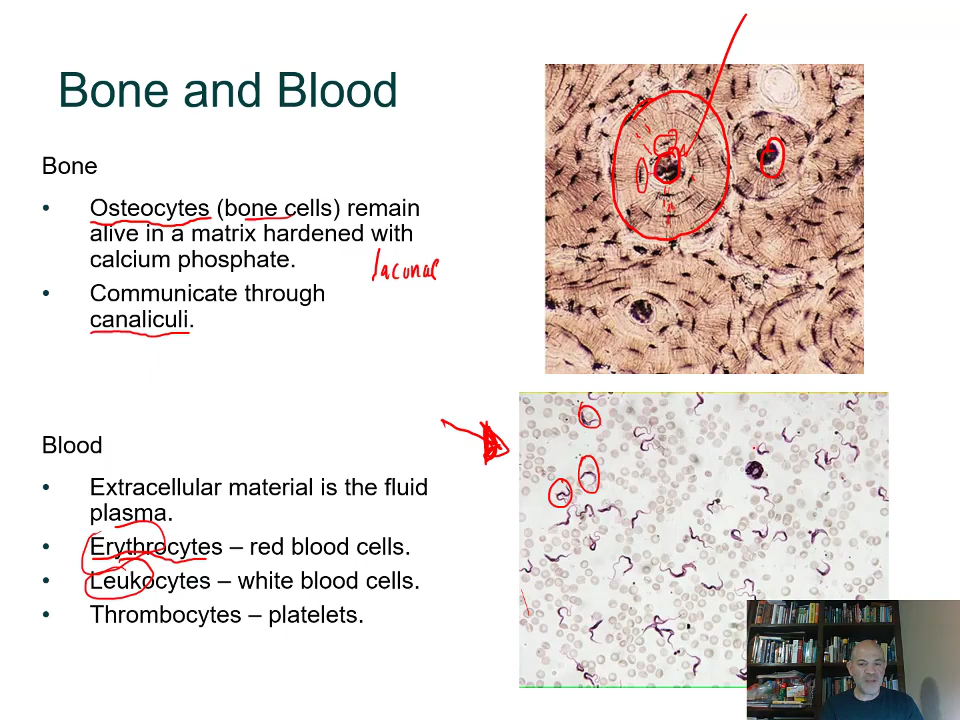 Bone and Blood
Bone
• Osteocytes (bone cells) remain
alive in a matrix hardened with
calcium phosphate.
lacunae
• Communicate through
canaliculi.
Blood
• Extracellular material is the fluid
plasma.
• Erythrocytes – red blood cells.
• Leukocytes – white blood cells.
• Thrombocytes – platelets.